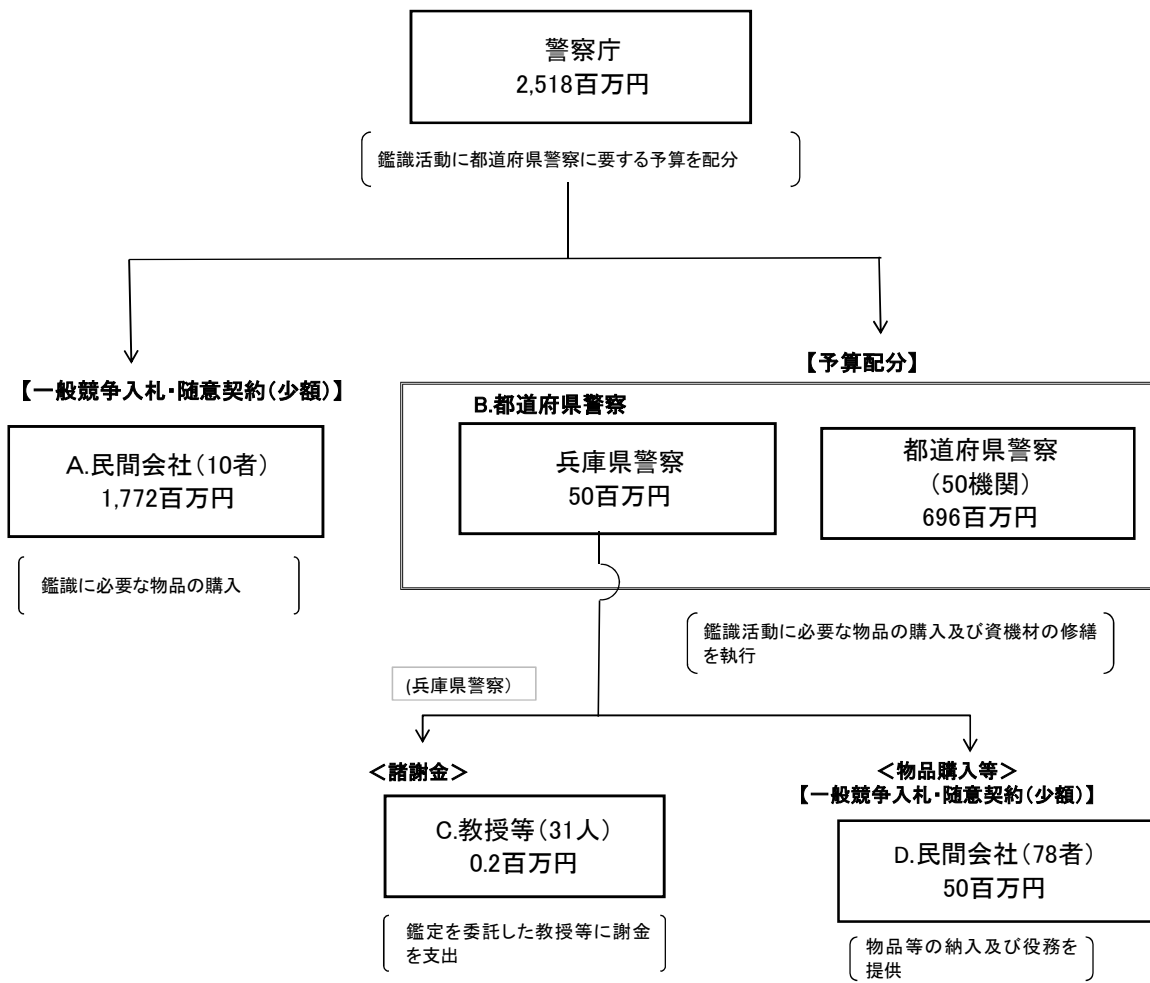 警察庁
2,518百万円
鑑識活動に都道府県警察に要する予算を配分
【一般競争入札・随意契約(少額)】
A.民間会社(10者)
1,772百万円
鑑識に必要な物品の購入
【予算配分】
B.都道府県警察
兵庫県警察
50百万円
都道府県警察
(50機関)
696百万円
鑑識活動に必要な物品の購入及び資機材の修繕
を執行
(兵庫県警察)
<諸謝金>
C.教授等(31人)
0.2百万円
鑑定を委託した教授等に謝金
を支出
<物品購入等>
【一般競争入札・随意契約(少額)】
D.民間会社(78者)
50百万円
物品等の納入及び役務を
提供